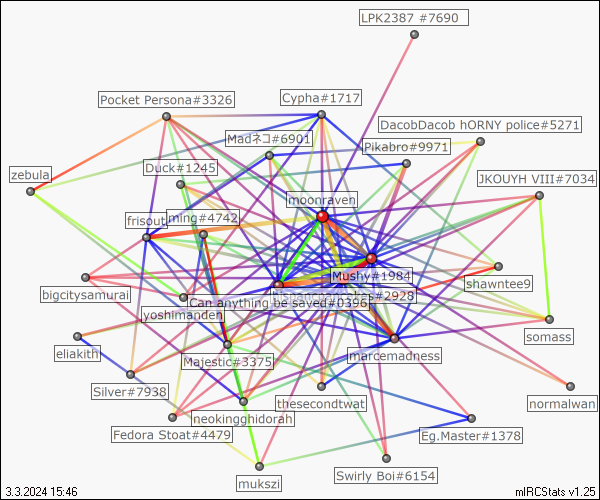 LPK2387 #7690
Pocket Persona#3326
Cypha#1717
DacobDacob hORNY police#5271
Madネコ#6901
Pikabro#9971
zebula
Duck#1245
JKOUYH VIII#7034
moonraven
frisout
ming#4742
Mushy#1984
shawntee9
bigcitysamurai
#2928
Can anything be sayed#0396
yoshimanden
somass
eliakith
Majestic#3375
marcemadness
Silver#7938
thesecondtwat
normalwan
neokingghidorah
Fedora Stoat#4479
Eg.Master#1378
Swirly Boi#6154
mukszi
3.3.2024 15:46
mIRCStats v1.25